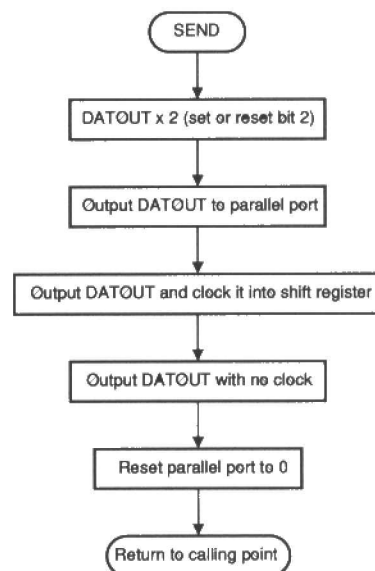 SEND
DATOUT x 2 (set or reset bit 2)
Output DATOUT to parallel port
Output DATOUT and clock it into shift register
Output DATOUT with no clock
Reset parallel port to 0
Return to calling point